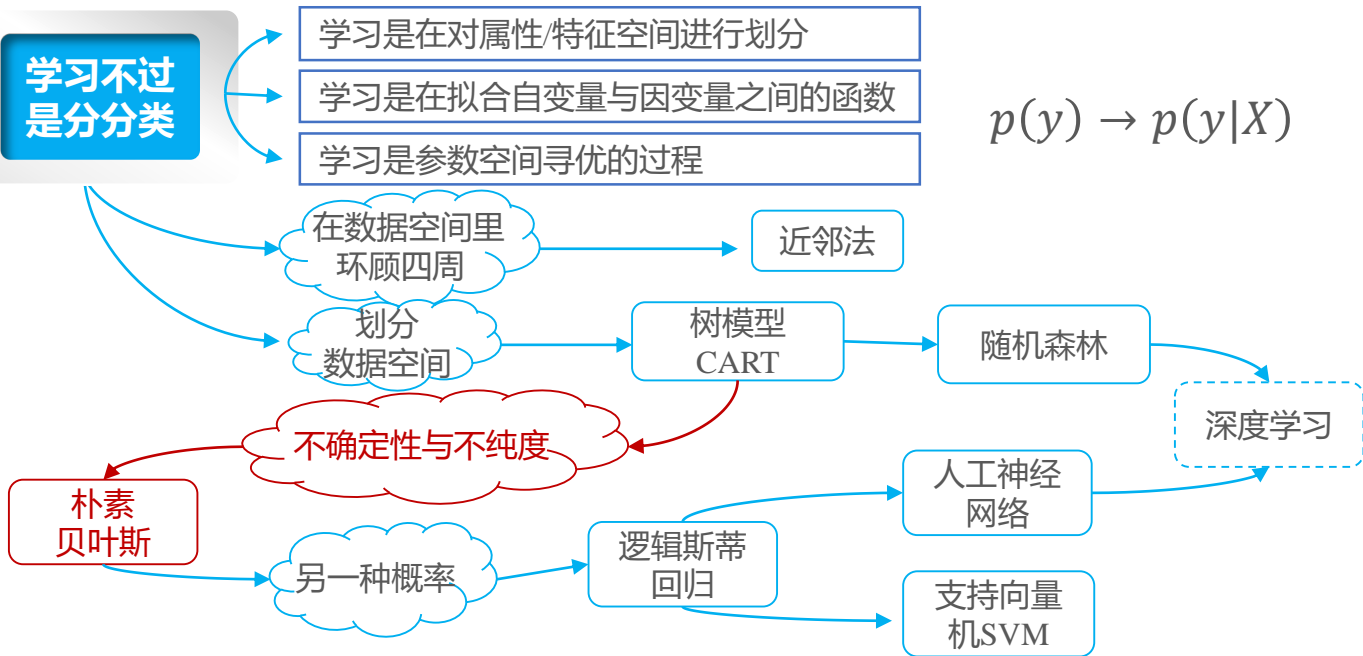 学习不过
是分分类
学习是在对属性/特征空间进行划分
学习是在拟合自变量与因变量之间的函数
学习是参数空间寻优的过程
p(y) → p(y|X)
在数据空间里
环顾四周
近邻法
划分
数据空间
树模型
CART
随机森林
深度学习
不确定性与不纯度
朴素
贝叶斯
另一种概率
逻辑斯蒂
回归
人工神经
网络
支持向量
机SVM